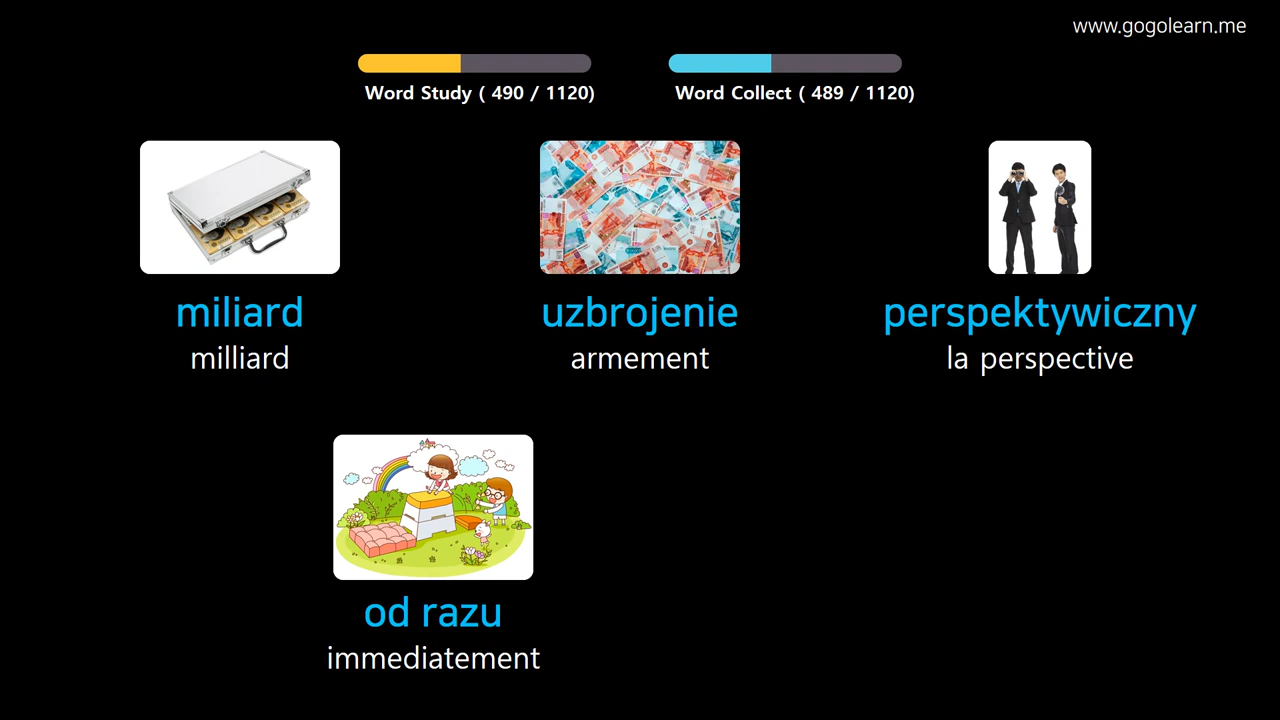 www.gogolearn.me
Word Study ( 490 / 1120)
Word Collect ( 489 / 1120)
miliard
milliard
uzbrojenie
armement
perspektywiczny
la perspective
od razu
immediatement